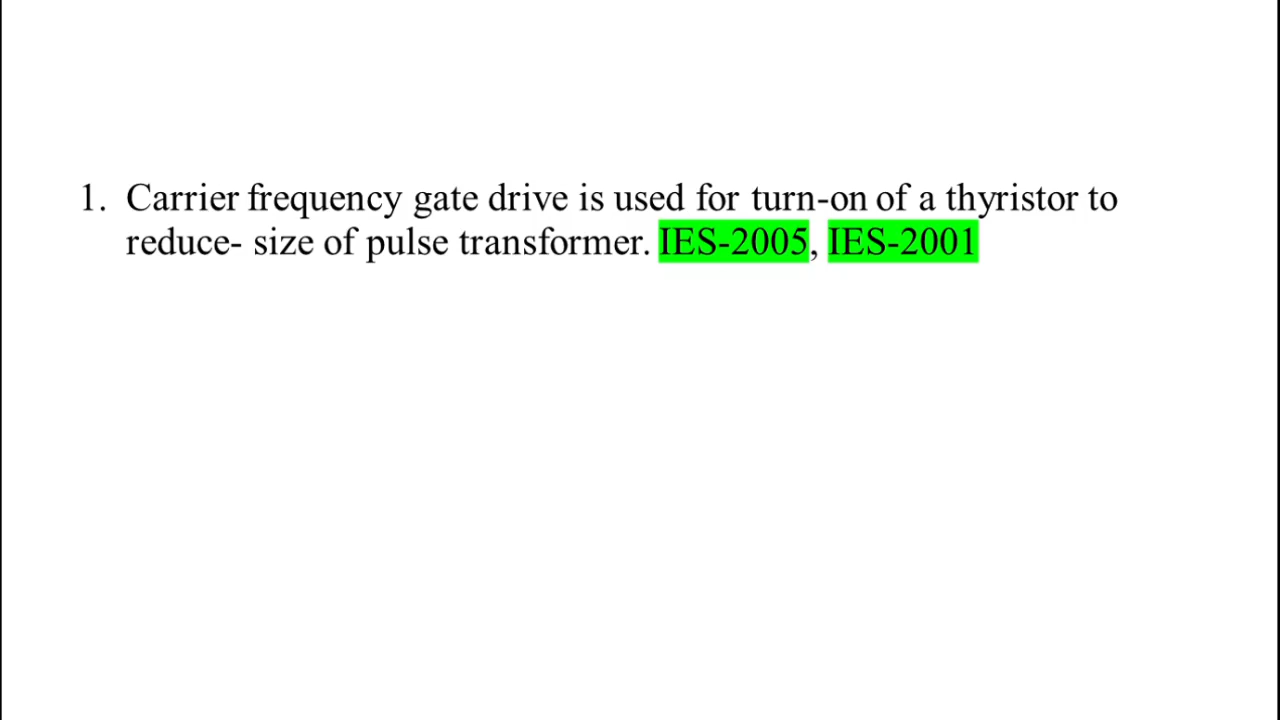 1. Carrier frequency gate drive is used for turn-on of a thyristor to
reduce- size of pulse transformer. IES-2005, IES-2001